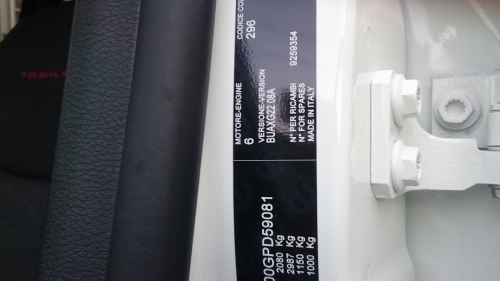 00GPD59081
2080 Kg
2987 Kg
1150 Kg
1000 Kg
MOTORE-ENGINE
6
VERSIONE-VERSION
BUAXG22 08A
N° PER RICAMBI
N° FOR SPARES
MADE IN ITALY
CODICE CO
296
9259354